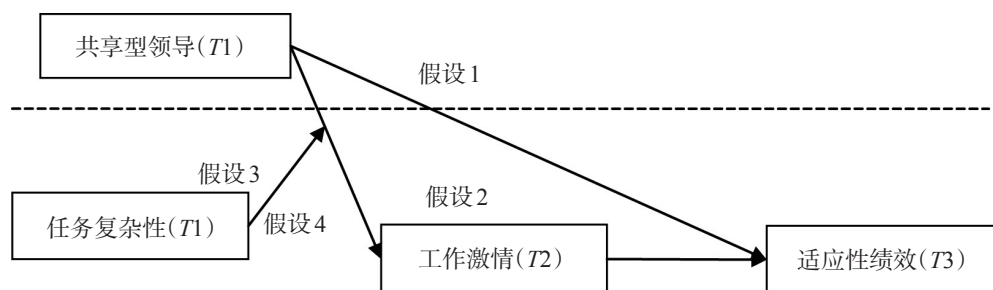 共享型领导(T1)
假设1
假设3
任务复杂性(T1)
假设4
假设2
工作激情(T2)
适应性绩效(T3)